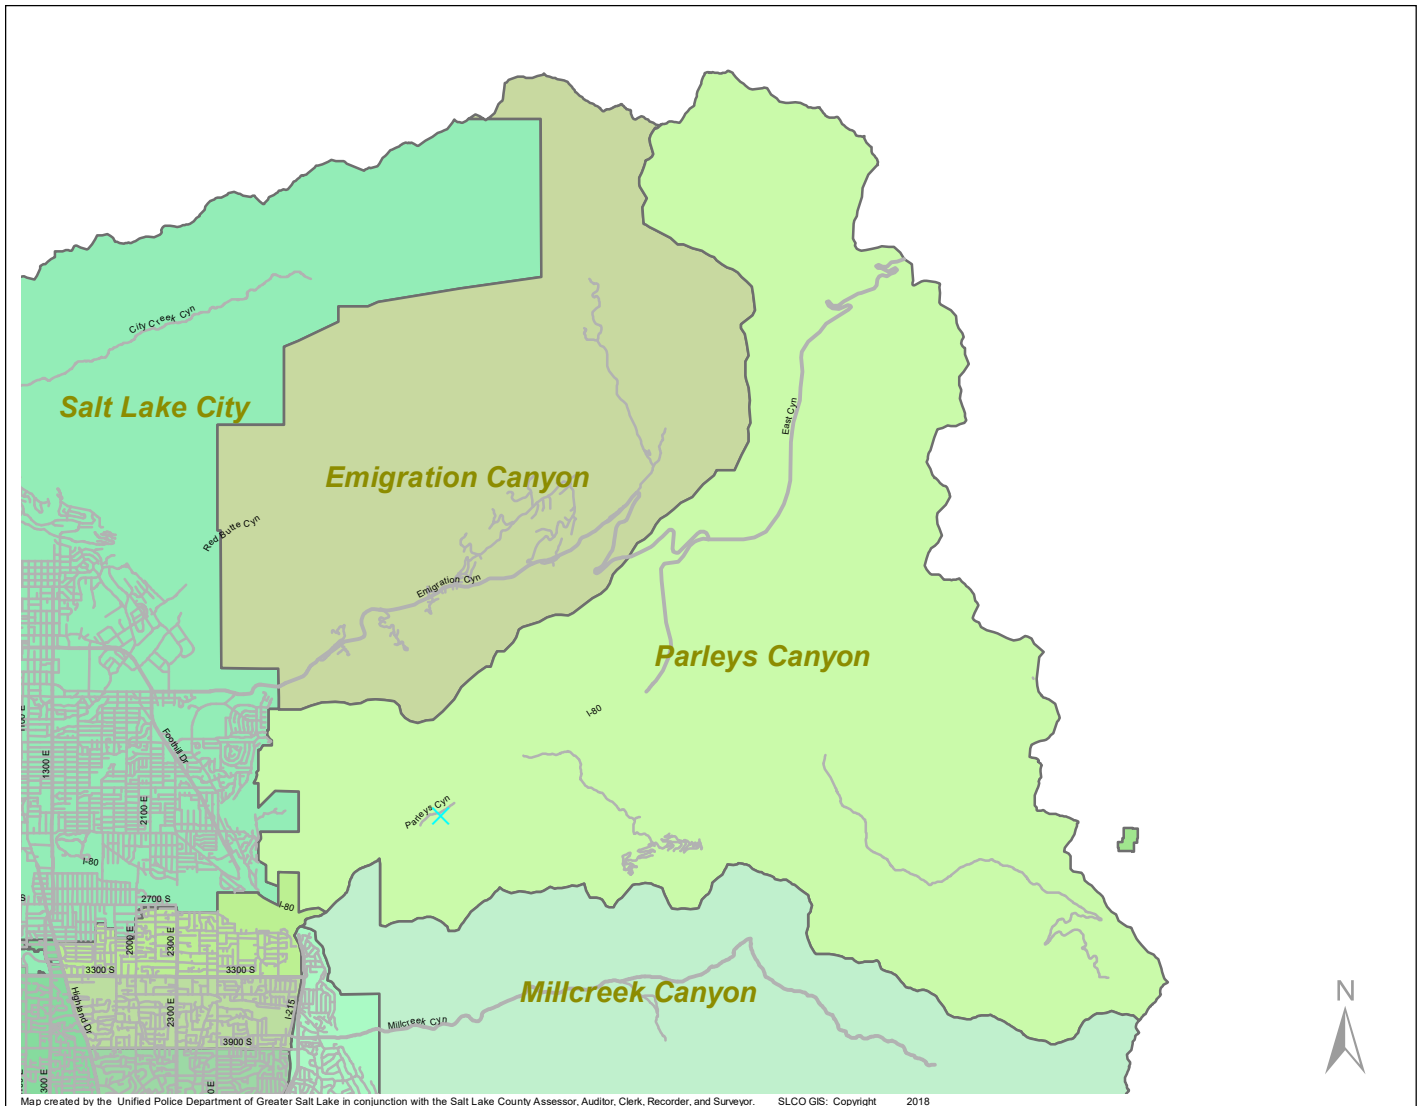 City Creek Cyn
Salt Lake City
East Cyn
Emigration Canyon
Red Butte Cyn
Emigration Cyn
Parleys Canyon
I-80
Foothill Dr
1300 E
2100 E
Parleys Cyn
I-80
2700 S
I-80
S
2000 E
2300 E
3300 S
3300 S
Highland Dr
2300 E
I-215
Millcreek Canyon
Millcreek Cyn
3900 S
N
300 E
E
Map created by the Unified Police Department of Greater Salt Lake in conjunction with the Salt Lake County Assessor, Auditor, Clerk, Recorder, and Surveyor. SLCO GIS: Copyright 2018